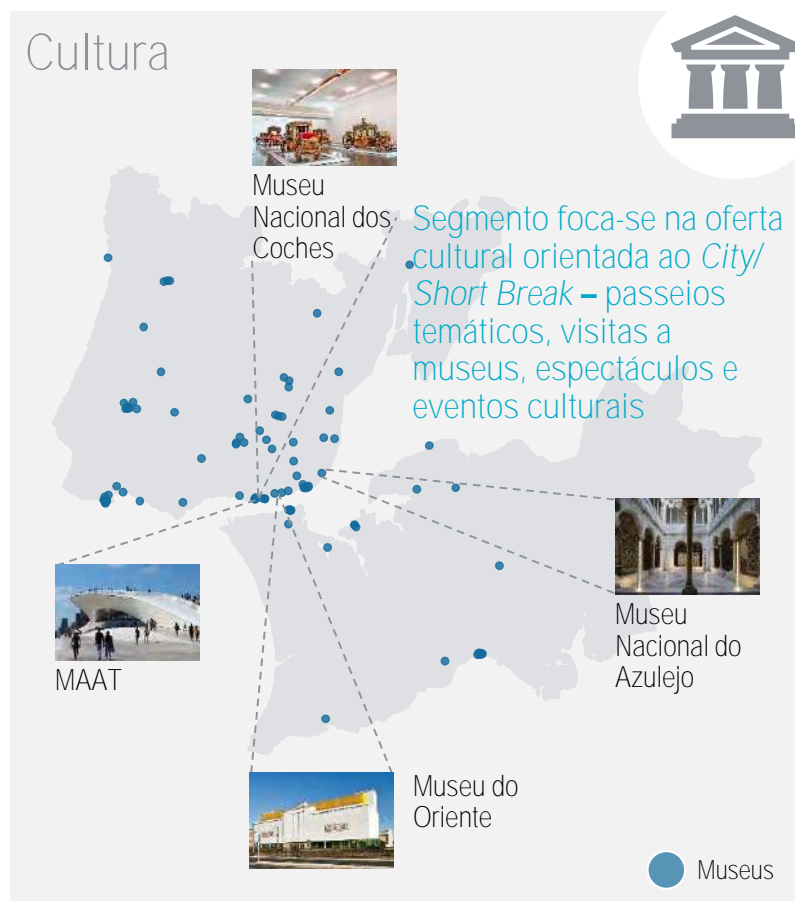 Cultura
Museu
Nacional dos
Coches
Segmento foca-se na oferta
cultural orientada ao City/
Short Break – passeios
temáticos, visitas a
museus, espectáculos e
eventos culturais
MAAT
Museu
Nacional do
Azulejo
Museu do
Oriente
Museus